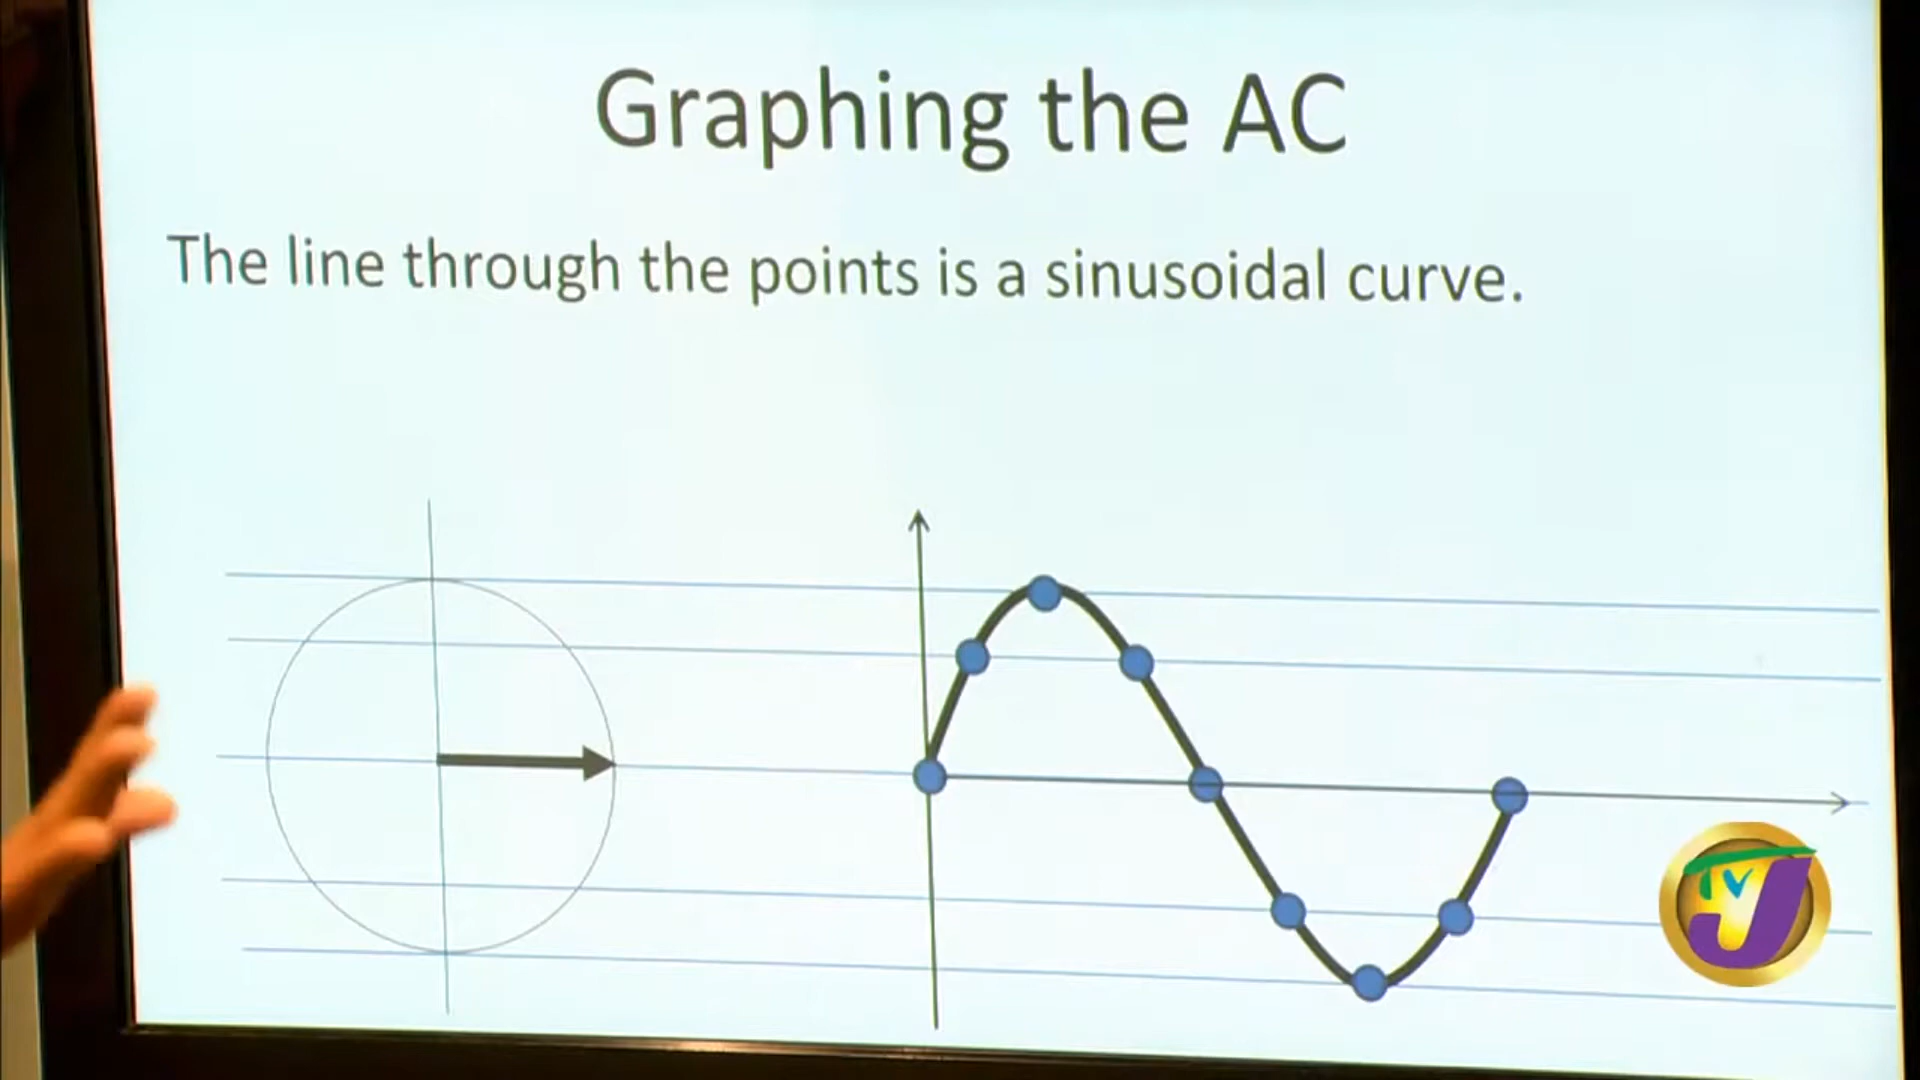 Graphing the AC
The line through the points is a sinusoidal curve.
TVJ